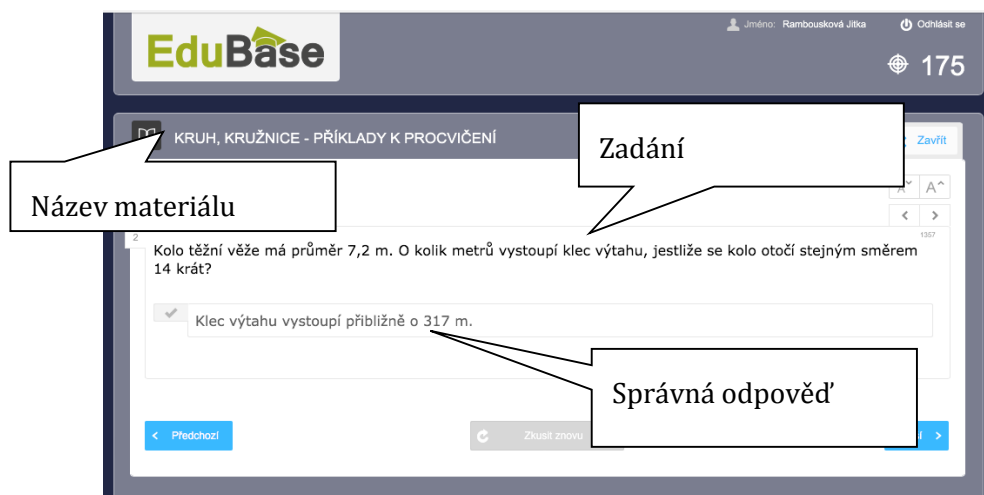 Jméno: Rambousková Jitka
Odhlásit se
EduBase
175
KRUH, KRUŽNICE - PŘÍKLADY K PROCVIČENÍ
Zadání
Zavřít
Název materiálu
A˅ A^
< >
2
1357
Kolo těžní věže má průměr 7,2 m. O kolik metrů vystoupí klec výtahu, jestliže se kolo otočí stejným směrem
14 krát?
Klec výtahu vystoupí přibližně o 317 m.
Správná odpověď
< Předchozí
Zkusit znovu
>